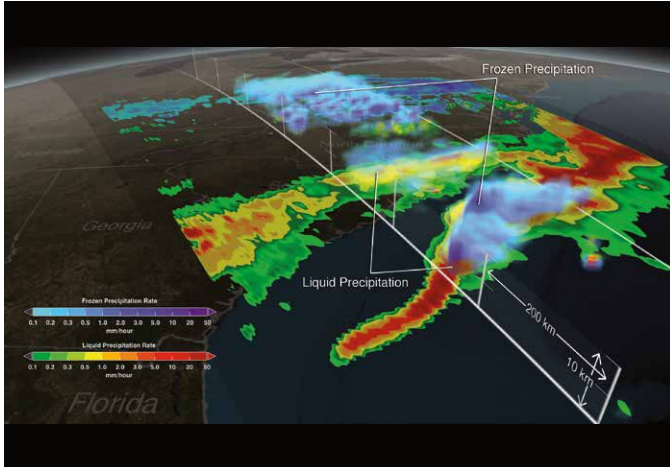 Frozen Precipitation
North Carolina
Georgia
Liquid Precipitation
Frozen Precipitation Rate
0.1 0.2 0.3 0.5 1.0 2.0 3.0 5.0 10 20 50
mm/hour
Liquid Precipitation Rate
0.1 0.2 0.3 0.5 1.0 2.0 3.0 5.0 10 20 50
mm/hour
200 km
10 km
Florida